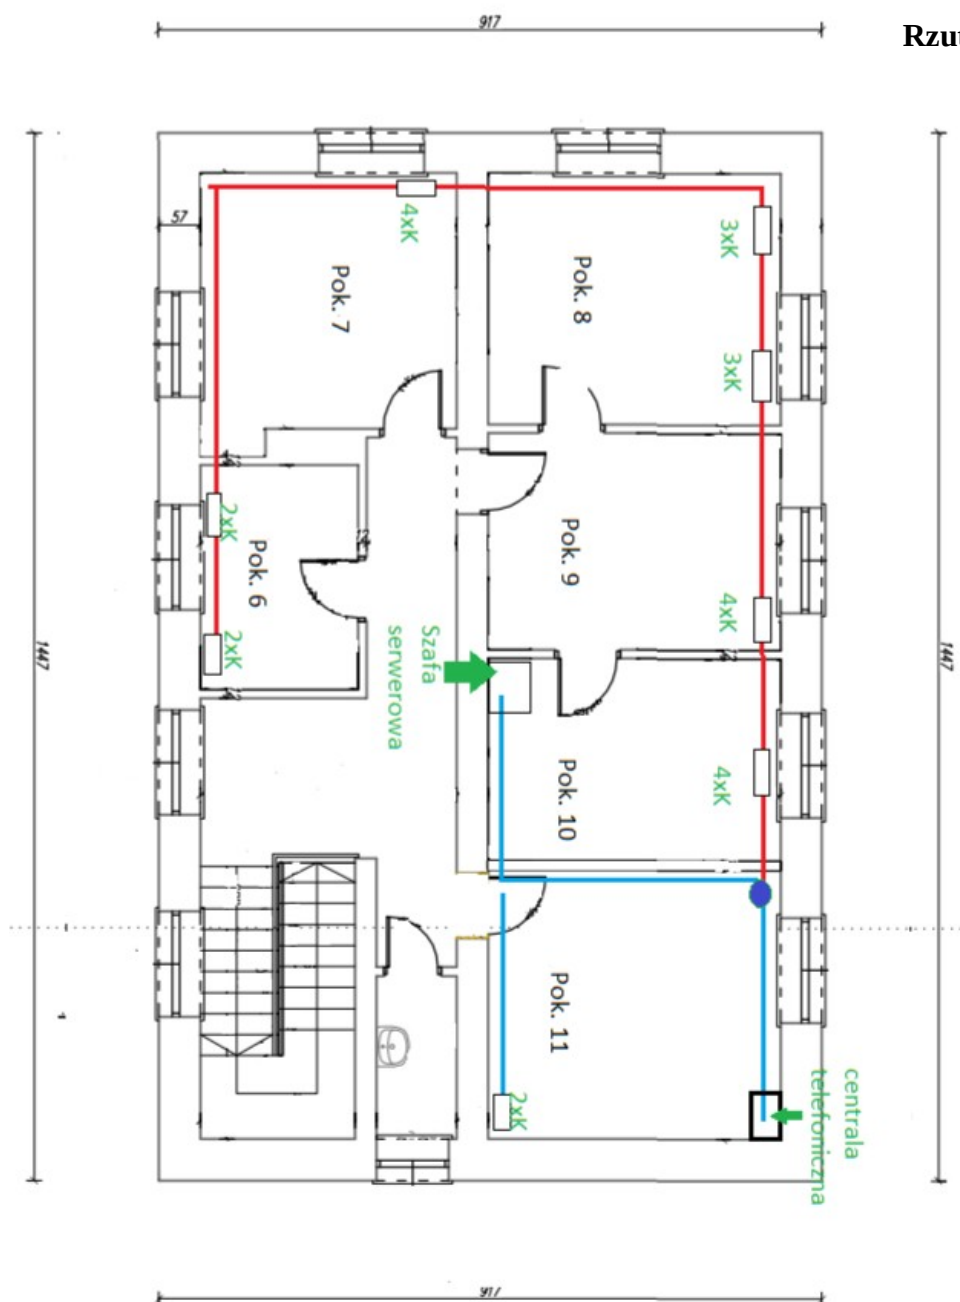 917
Rzu
57
4xK
3xK
Pok. 7
Pok. 8
3xK
2xK
Pok. 6
Pok. 9
4xK
1447
1447
2xK
Szafa
serwerowa
Pok. 10
4xK
Pok. 11
2xK
centrala
telefoniczna
917